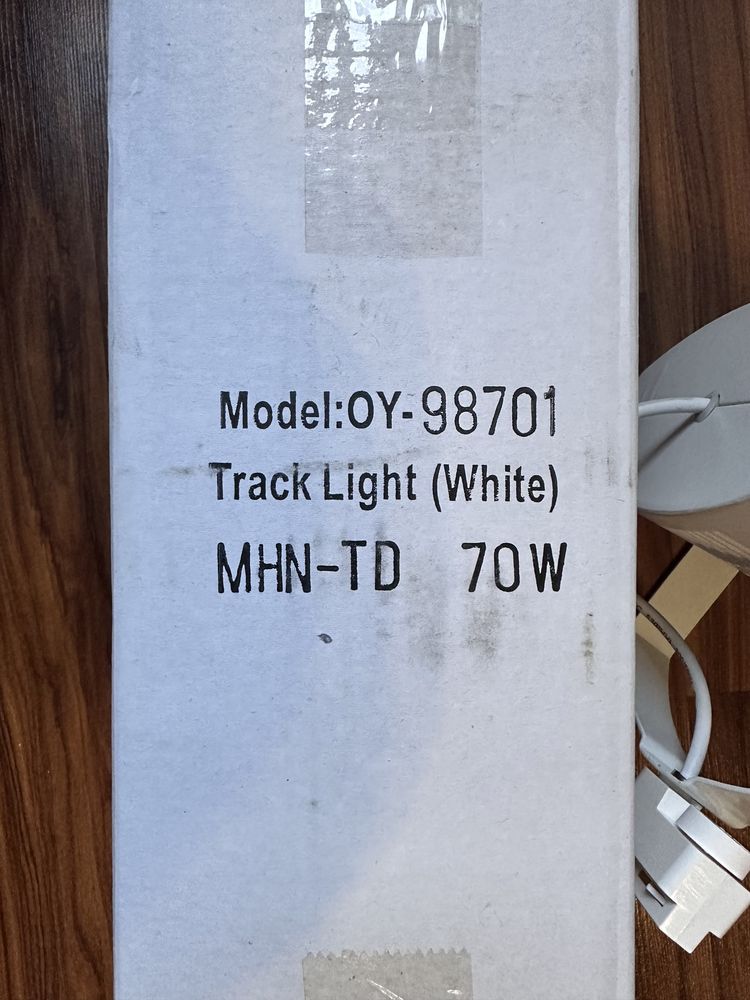 Model:OY-98701
Track Light (White)
MHN-TD 70W